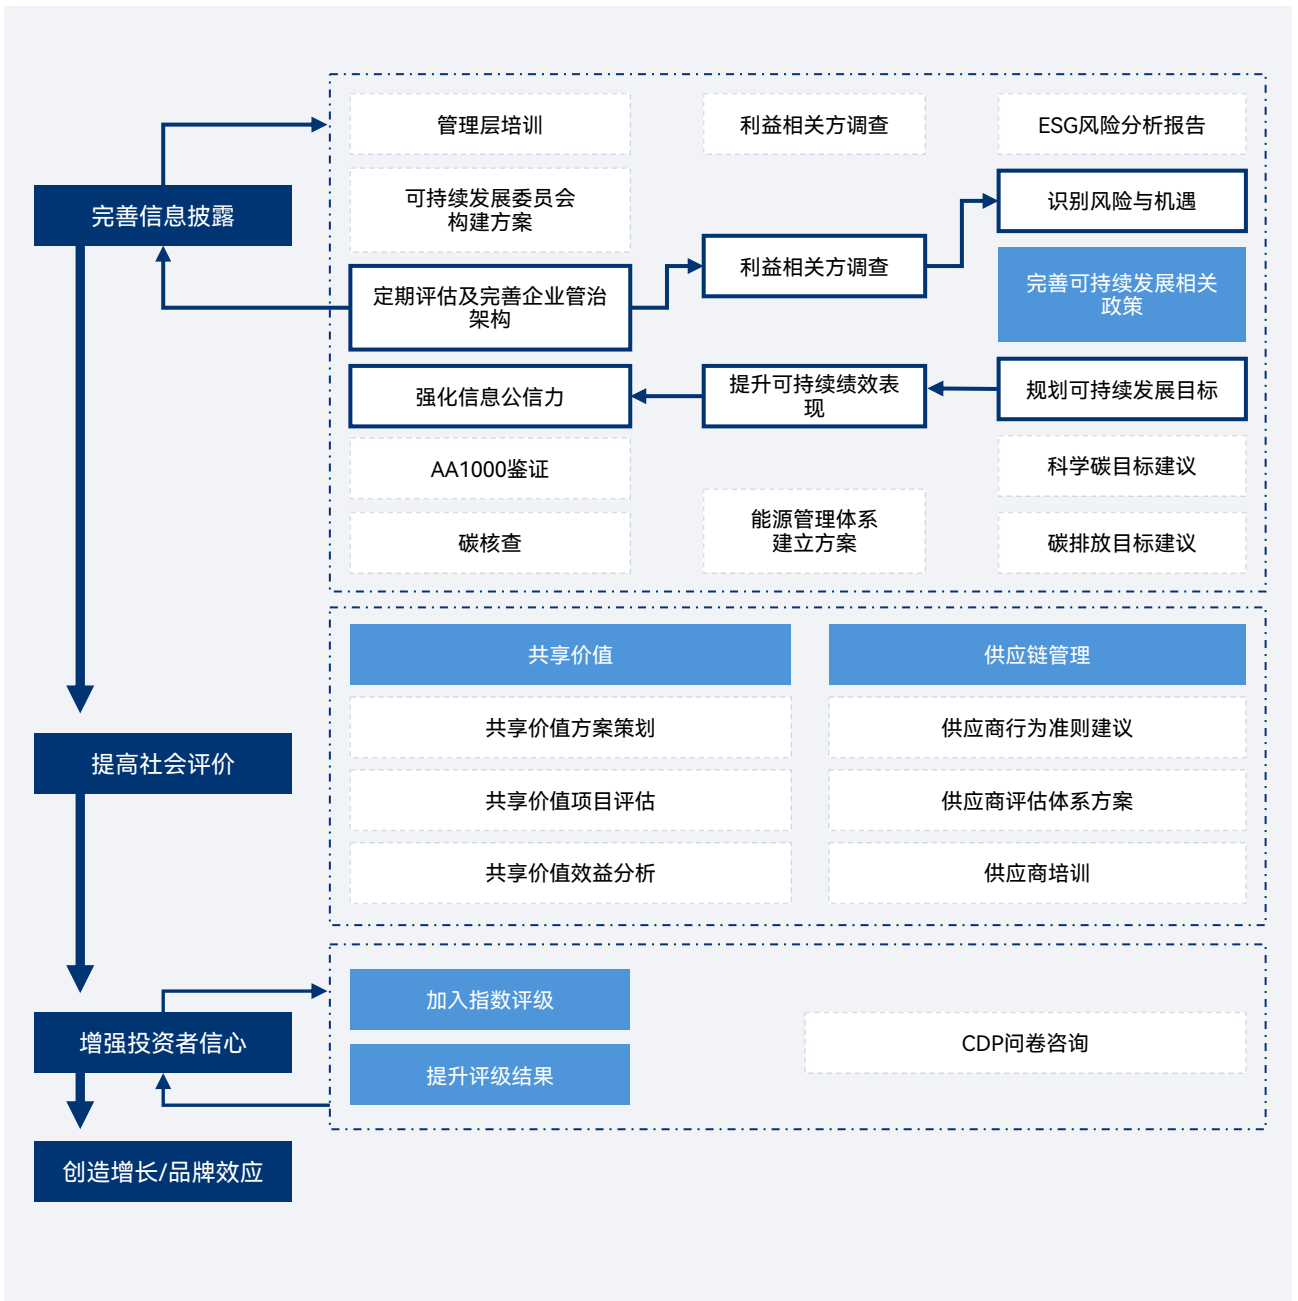 完善信息披露
提高社会评价
增强投资者信心
创造增长/品牌效应
管理层培训
利益相关方调查
ESG风险分析报告
可持续发展委员会
构建方案
识别风险与机遇
定期评估及完善企业管治
架构
利益相关方调查
完善可持续发展相关
政策
强化信息公信力
提升可持续绩效表
现
规划可持续发展目标
AA1000鉴证
科学碳目标建议
碳核查
能源管理体系
建立方案
碳排放目标建议
共享价值
供应链管理
共享价值方案策划
供应商行为准则建议
共享价值项目评估
供应商评估体系方案
共享价值效益分析
供应商培训
加入指数评级
提升评级结果
CDP问卷咨询